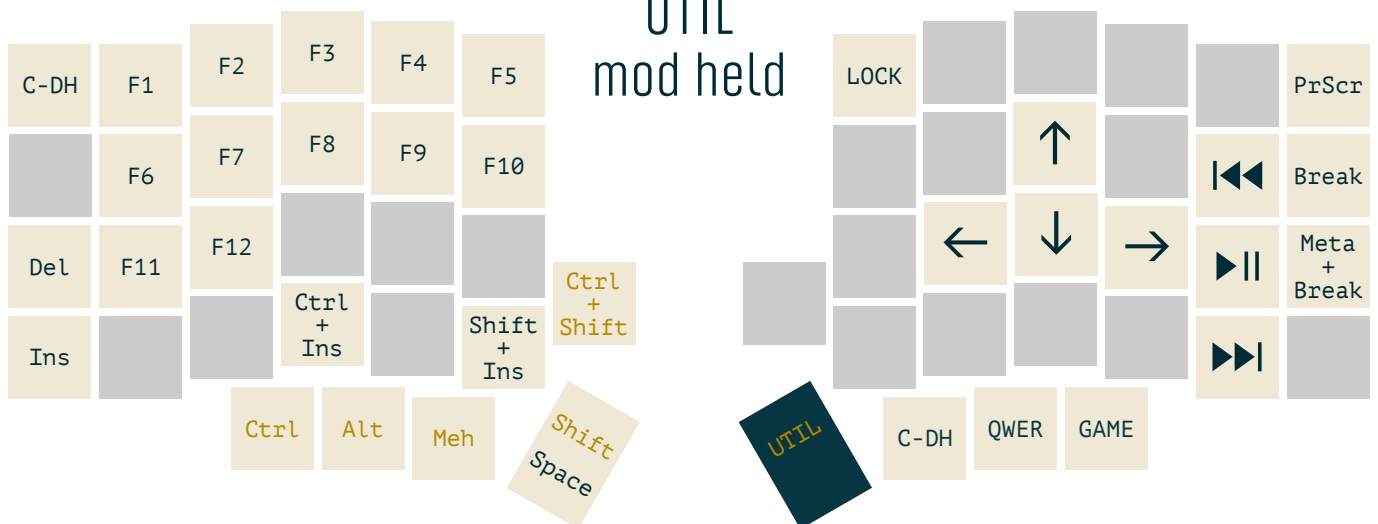 UTIL
mod held
C-DH
F1
F2
F3
F4
F5
LOCK
PrScr
F6
F7
F8
F9
F10
↑
Break
Del
F11
F12
←
↓
→
Meta
+
Break
Ins
Ctrl
+
Ins
Shift
+
Ins
Ctrl
+
Shift
Ctrl
Alt
Meh
Shift
Space
UTIL
C-DH
QWER
GAME